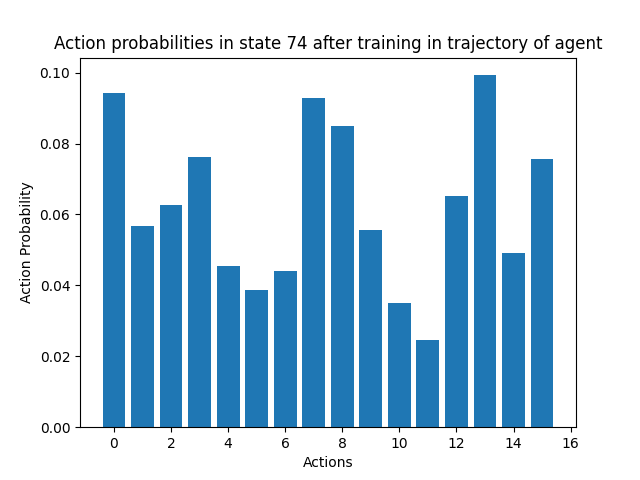 Action probabilities in state 74 after training in trajectory of agent
0.10
0.08
0.06
0.04
0.02
0.00
Action Probability
0 2 4 6 8 10 12 14 16
Actions